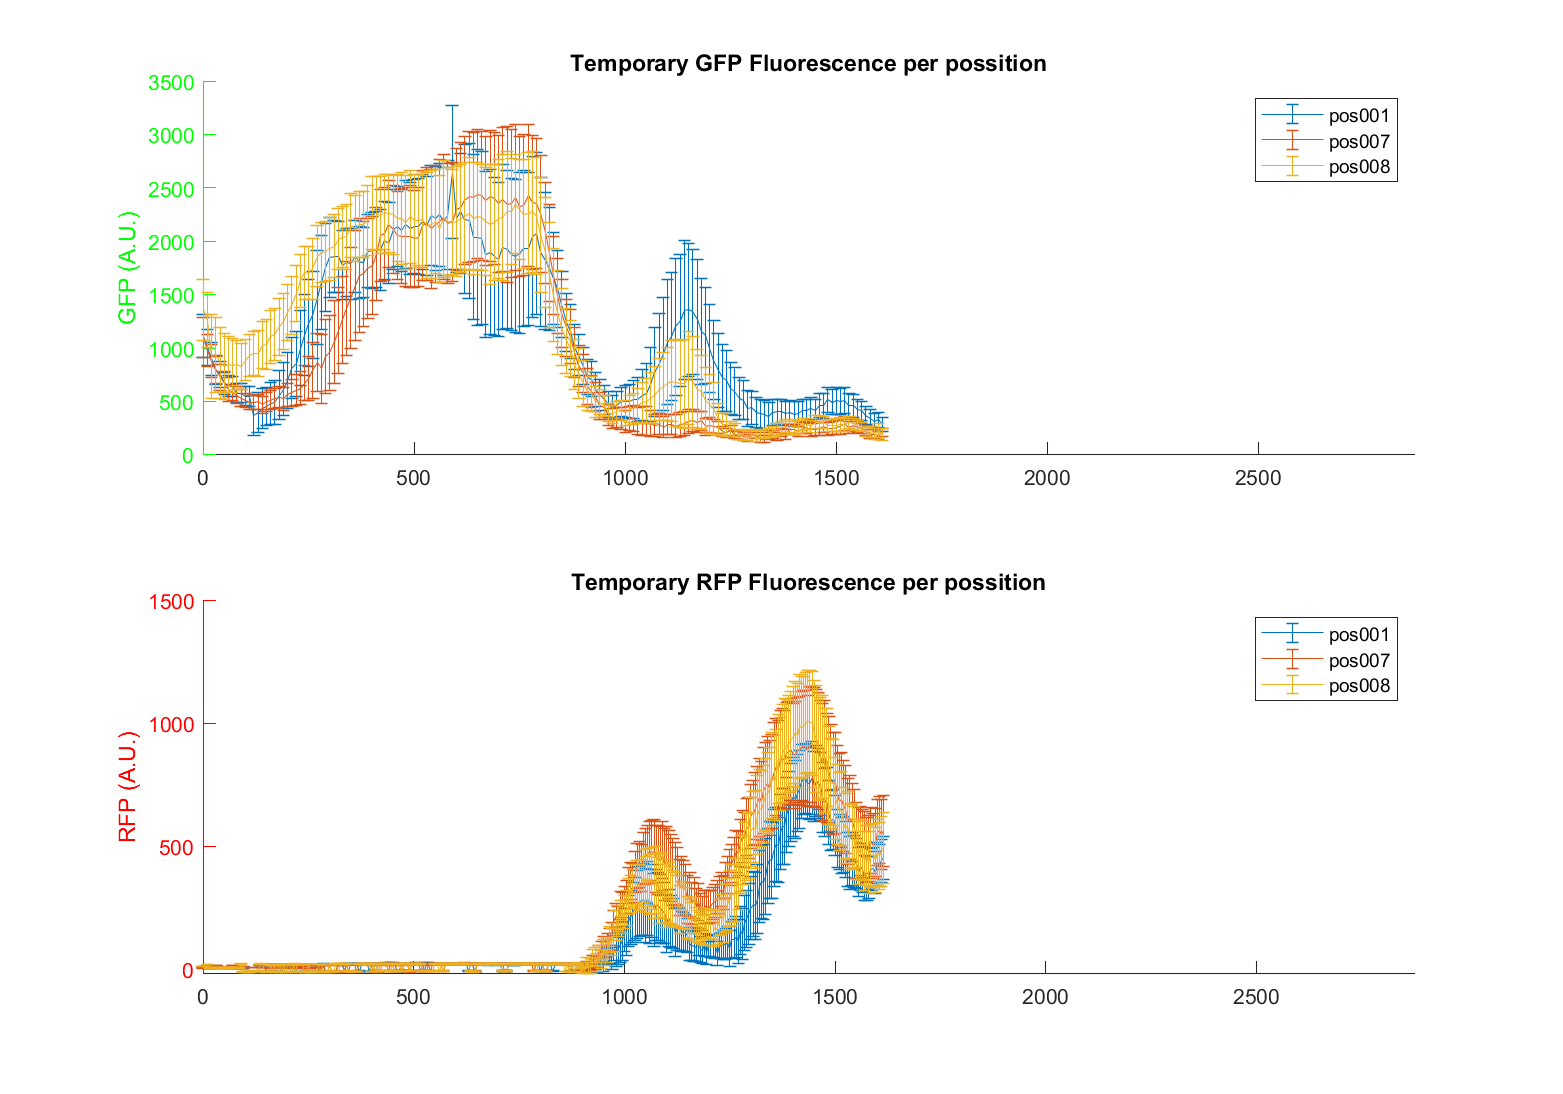 Temporary GFP Fluorescence per possition
GFP (A.U.)
3500
3000
2500
2000
1500
1000
500
0
0 500 1000 1500 2000 2500
pos001
pos007
pos008
Temporary RFP Fluorescence per possition
RFP (A.U.)
1500
1000
500
0
0 500 1000 1500 2000 2500
pos001
pos007
pos008